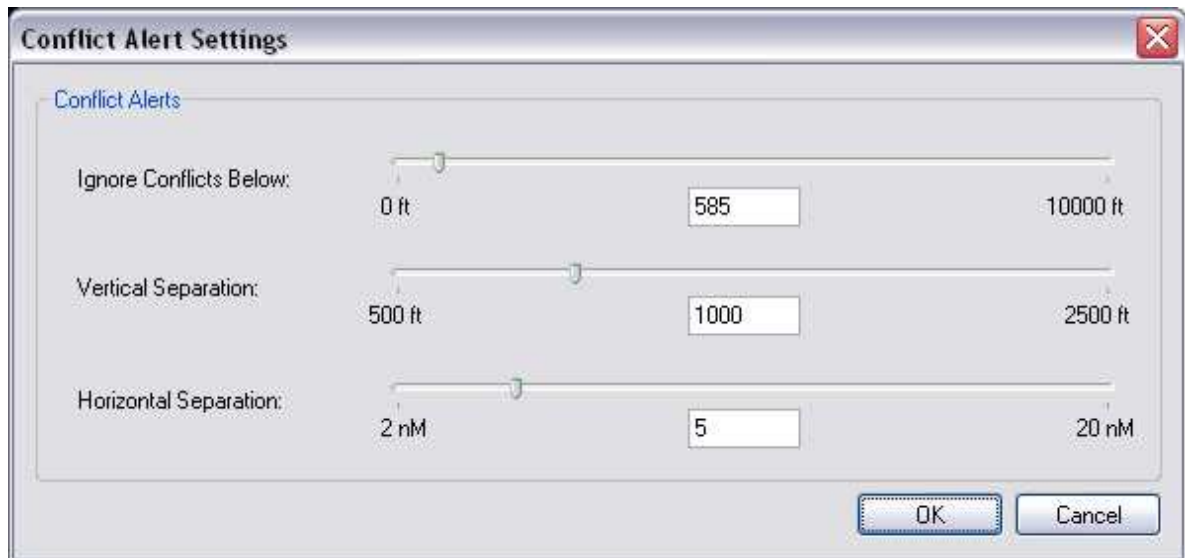 Conflict Alert Settings
Conflict Alerts
Ignore Conflicts Below:
0 ft
585
10000 ft
Vertical Separation:
500 ft
1000
2500 ft
Horizontal Separation:
2 nM
5
20 nM
OK
Cancel